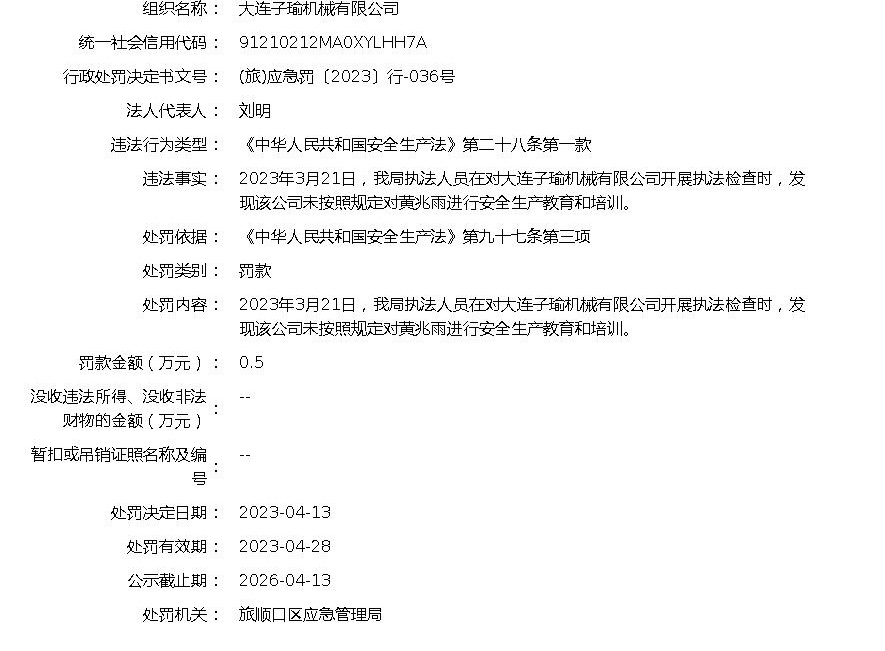 组织名称： 大连子瑜机械有限公司
统一社会信用代码： 91210212MA0XYLHH7A
行政处罚决定书文号： (旅)应急罚〔2023〕行-036号
法人代表人： 刘明
违法行为类型： 《中华人民共和国安全生产法》第二十八条第一款
违法事实： 2023年3月21日，我局执法人员在对大连子瑜机械有限公司开展执法检查时，发
现该公司未按照规定对黄兆雨进行安全生产教育和培训。
处罚依据： 《中华人民共和国安全生产法》第九十七条第三项
处罚类别： 罚款
处罚内容： 2023年3月21日，我局执法人员在对大连子瑜机械有限公司开展执法检查时，发
现该公司未按照规定对黄兆雨进行安全生产教育和培训。
罚款金额（万元）： 0.5
没收违法所得、没收非法
财物的金额（万元）： --
暂扣或吊销证照名称及编
号： --
处罚决定日期： 2023-04-13
处罚有效期： 2023-04-28
公示截止期： 2026-04-13
处罚机关： 旅顺口区应急管理局